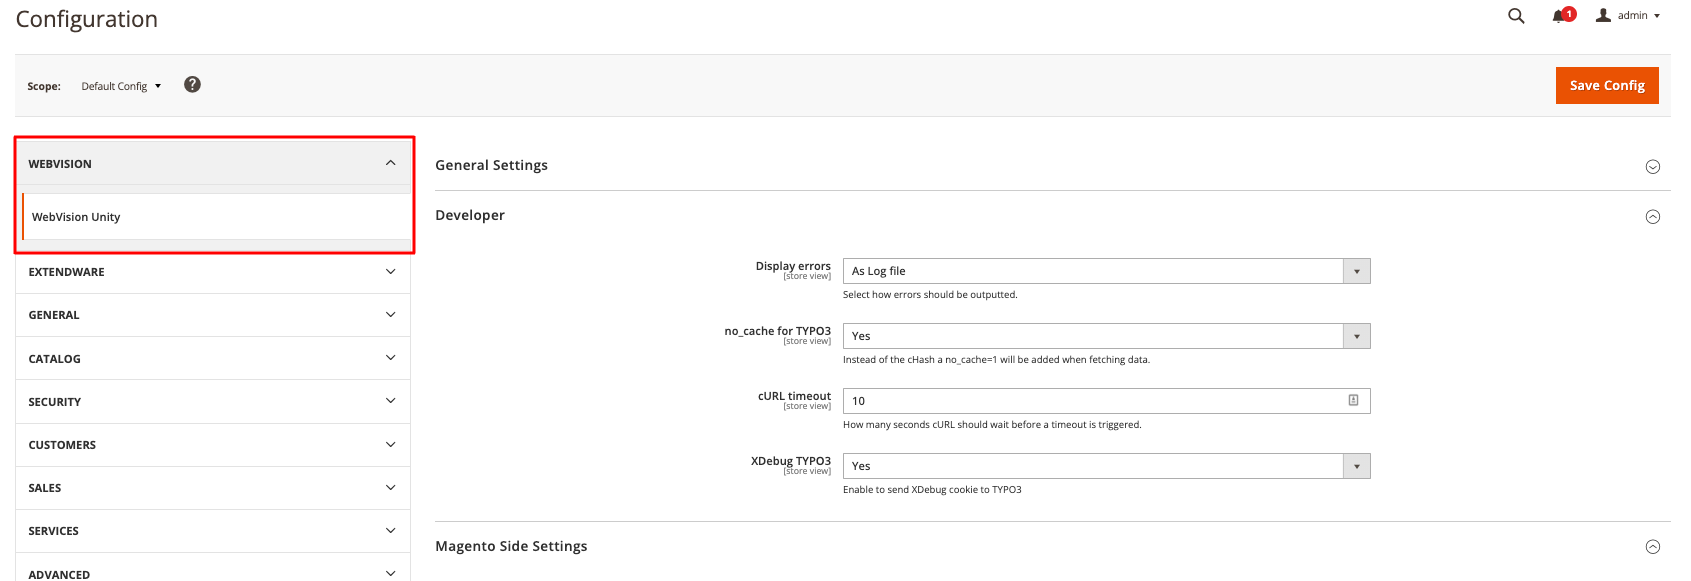 Configuration
1
admin
Scope: Default Config ?
Save Config
WEBVISION
WebVision Unity
EXTENDWARE
GENERAL
CATALOG
SECURITY
CUSTOMERS
SALES
SERVICES
ADVANCED
General Settings
Developer
Display errors
[store view]
As Log file
Select how errors should be outputted.
no_cache for TYPO3
[store view]
Yes
Instead of the cHash a no_cache=1 will be added when fetching data.
cURL timeout
[store view]
10
How many seconds cURL should wait before a timeout is triggered.
XDebug TYPO3
[store view]
Yes
Enable to send XDebug cookie to TYPO3
Magento Side Settings